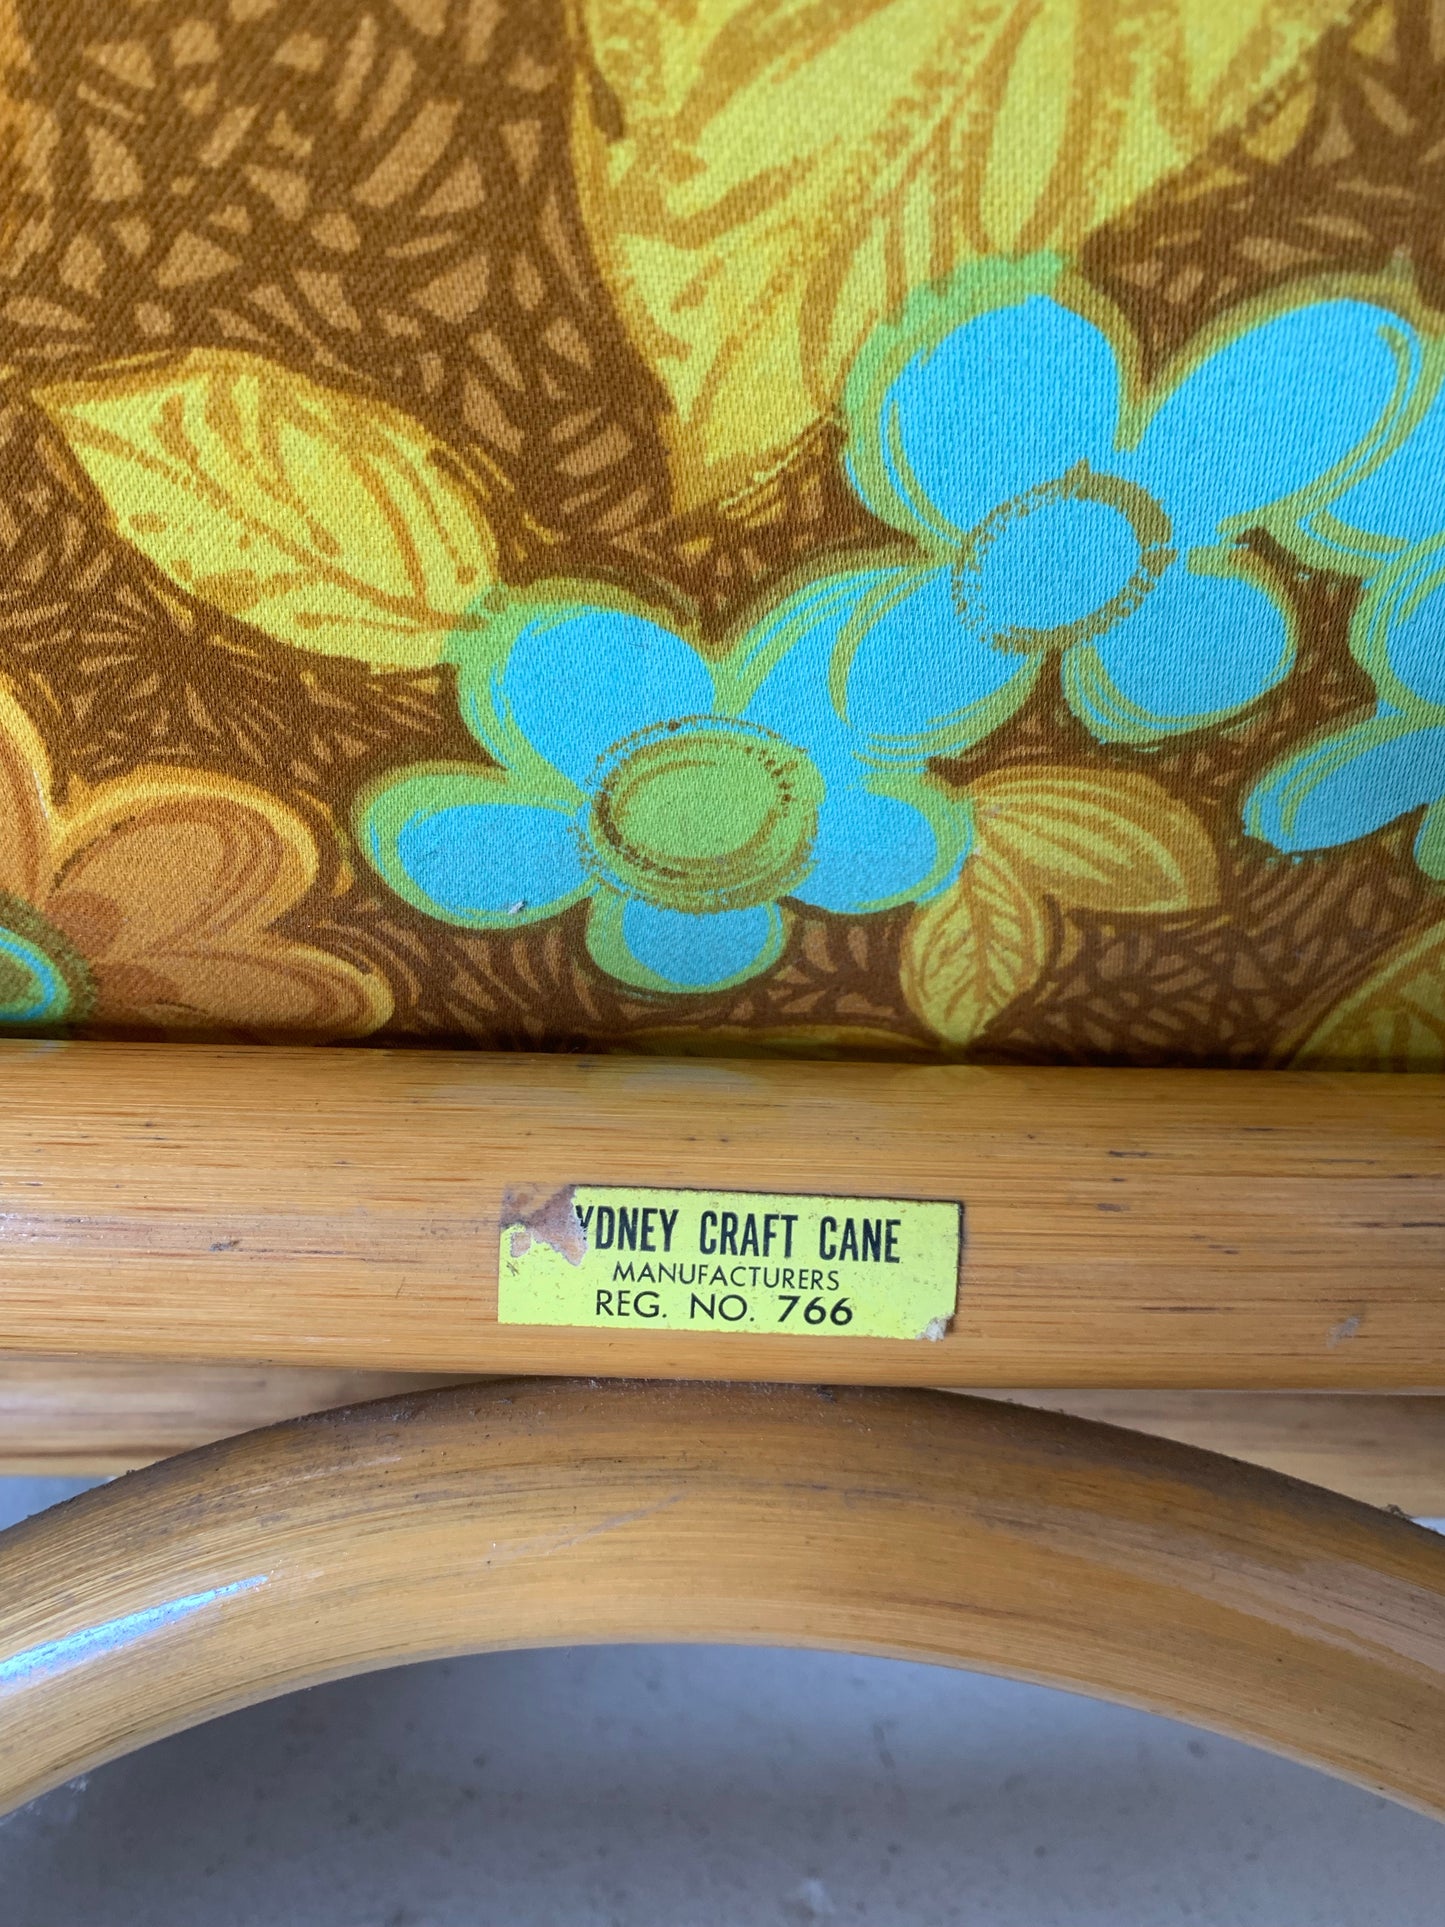 YDNEY CRAFT CANE
MANUFACTURERS
REG. NO. 766